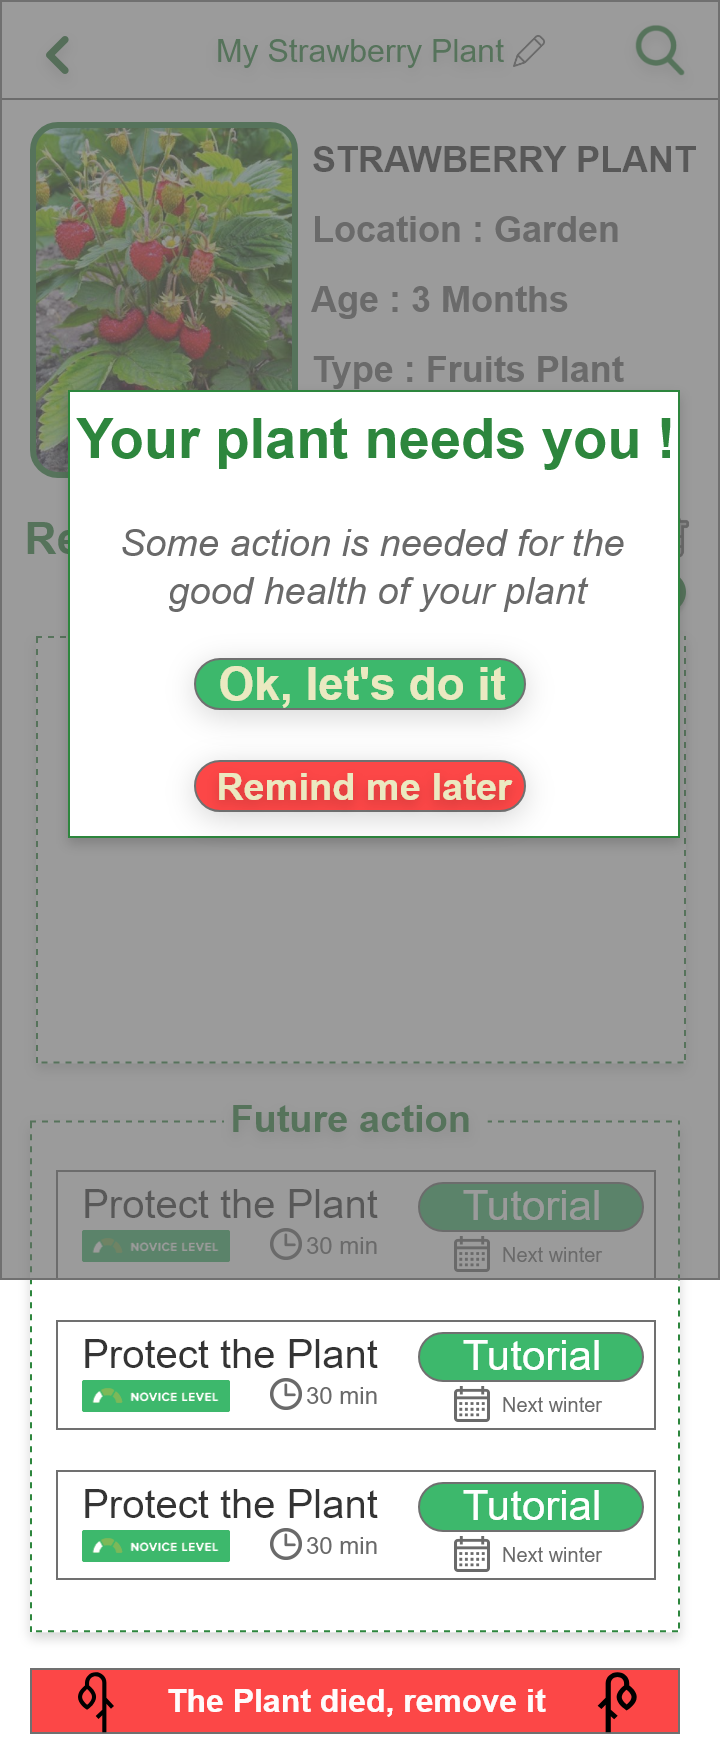 My Strawberry Plant
STRAWBERRY PLANT
Location : Garden
Age : 3 Months
Type : Fruits Plant
Your plant needs you !
Re
Some action is needed for the
good health of your plant
Ok, let's do it
Remind me later
Future action
Protect the Plant
Tutorial
NOVICE LEVEL
30 min
Next winter
Protect the Plant
Tutorial
NOVICE LEVEL
30 min
Next winter
Protect the Plant
Tutorial
NOVICE LEVEL
30 min
Next winter
The Plant died, remove it